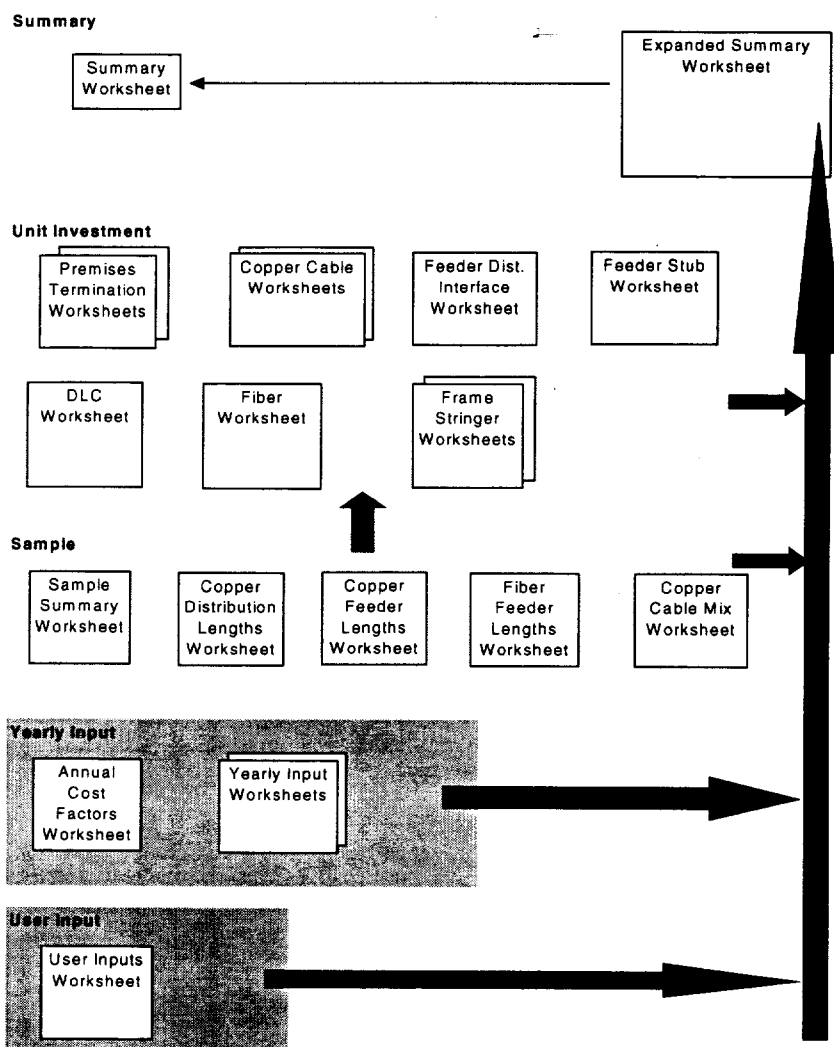 Summary
Summary
Worksheet
Expanded Summary
Worksheet
Unit Investment
Premises
Termination
Worksheets
Copper Cable
Worksheets
Feeder Dist.
Interface
Worksheet
Feeder Stub
Worksheet
DLC
Worksheet
Fiber
Worksheet
Frame
Stringer
Worksheets
Sample
Sample
Summary
Worksheet
Copper
Distribution
Lengths
Worksheet
Copper
Feeder
Lengths
Worksheet
Fiber
Feeder
Lengths
Worksheet
Copper
Cable Mix
Worksheet
Yearly Input
Annual
Cost
Factors
Worksheet
Yearly Input
Worksheets
User Input
User Inputs
Worksheet